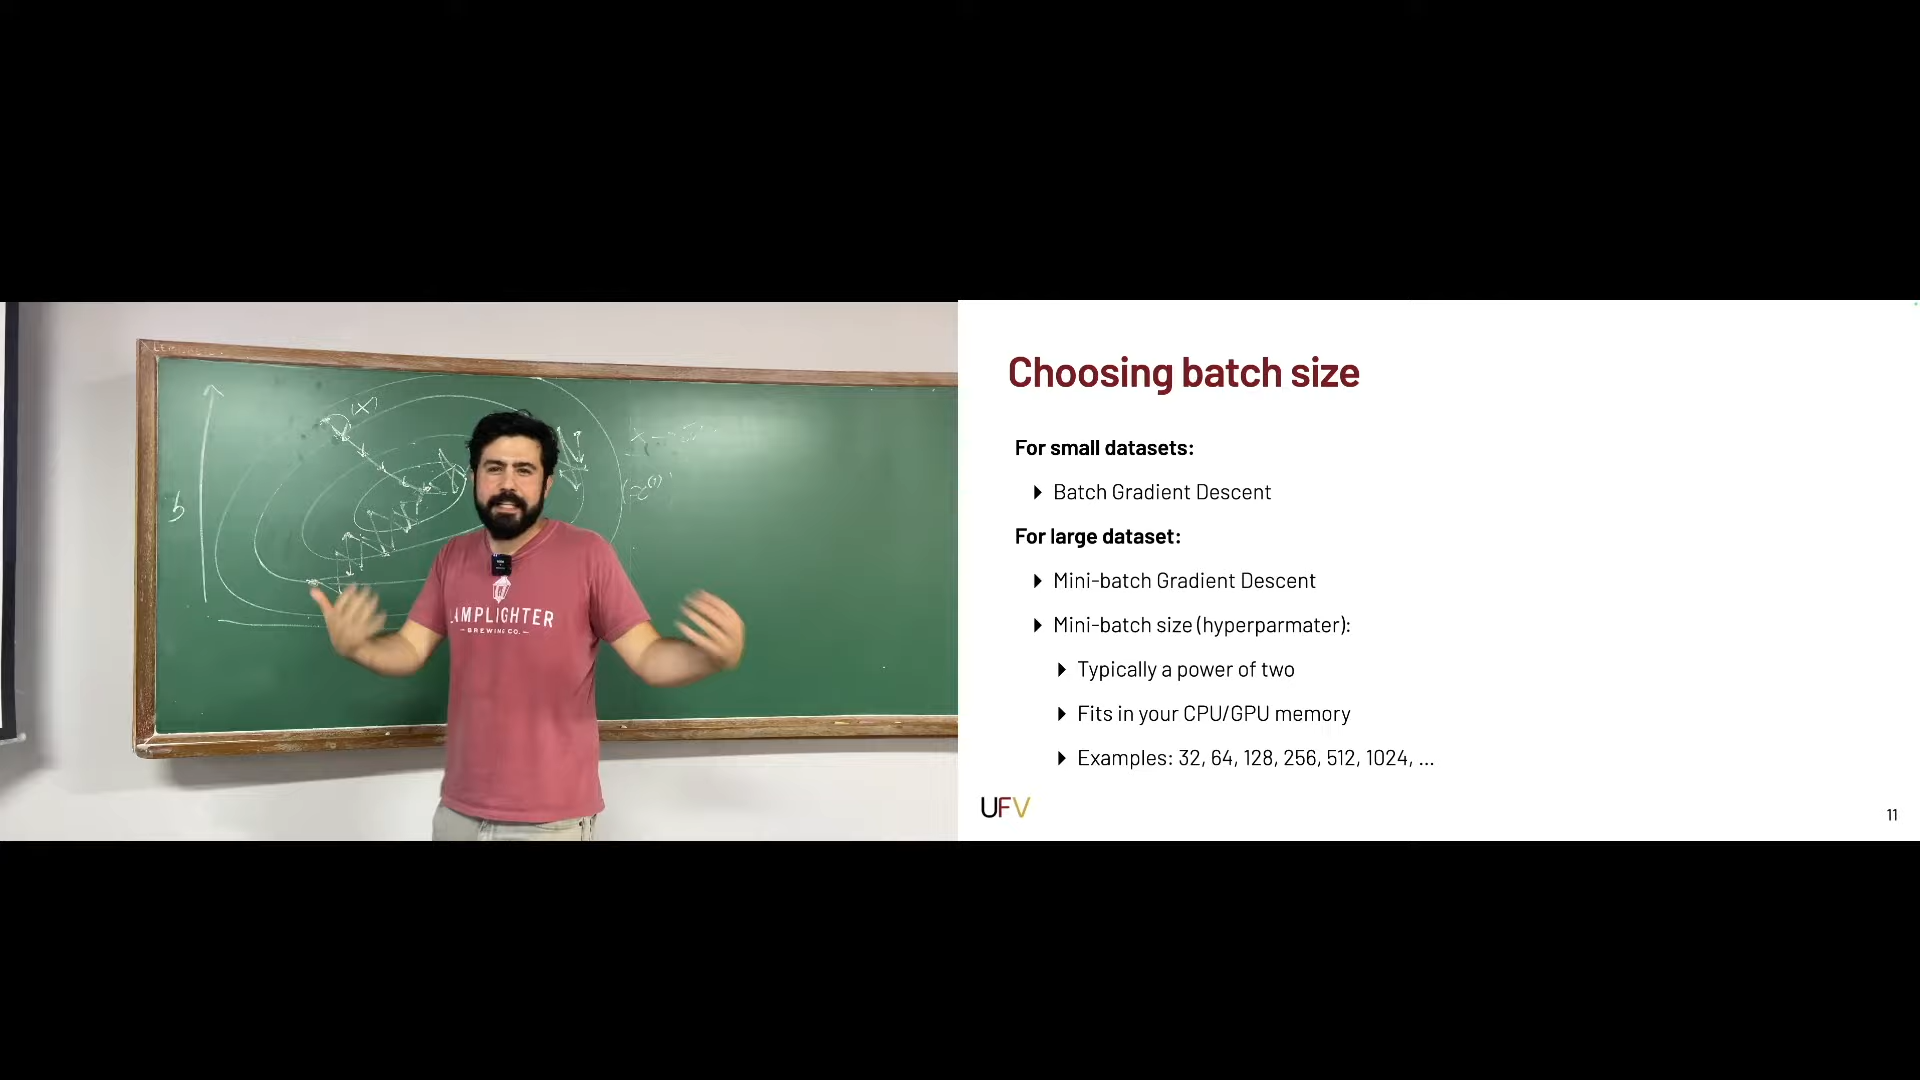 (X)
b
LAMPLIGHTER
- BREWING CO. -
Choosing batch size
For small datasets:
Batch Gradient Descent
For large dataset:
Mini-batch Gradient Descent
Mini-batch size (hyperparmater):
Typically a power of two
Fits in your CPU/GPU memory
Examples: 32, 64, 128, 256, 512, 1024, ...
UFV
11